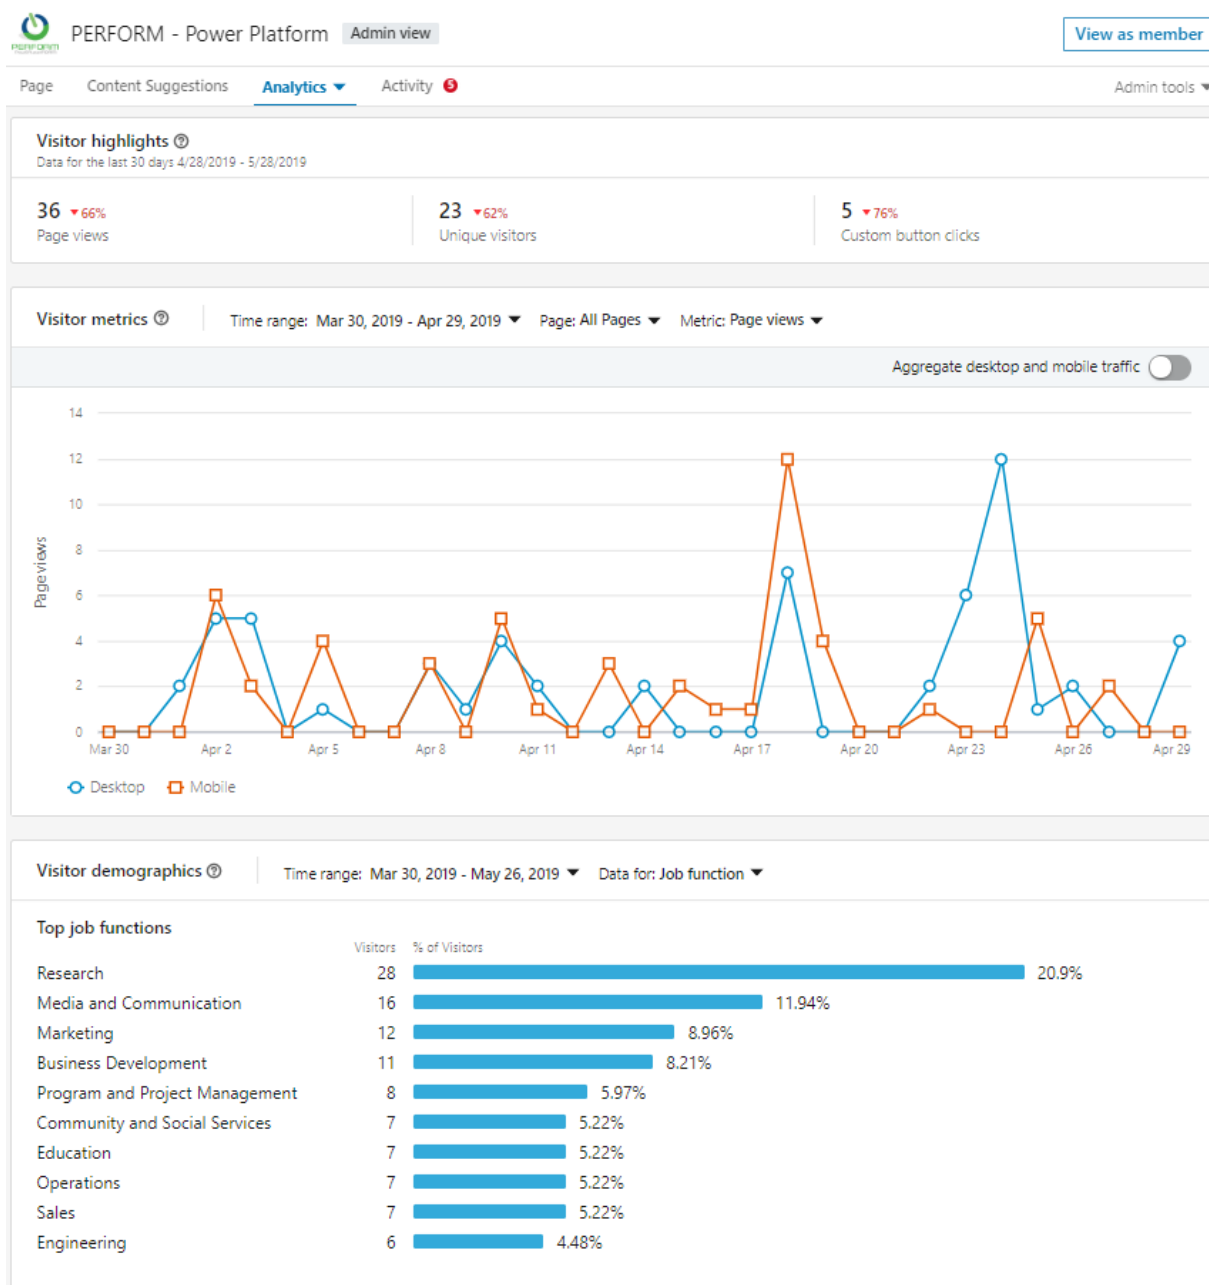 PERFORM
PERFORM - Power Platform Admin view View as member
Page Content Suggestions Analytics Activity 5 Admin tools
Visitor highlights
Data for the last 30 days 4/28/2019 - 5/28/2019
36 ▼66% 23 ▼62% 5 ▼76%
Page views Unique visitors Custom button clicks
Visitor metrics Time range: Mar 30, 2019 - Apr 29, 2019 Page: All Pages Metric: Page views
Aggregate desktop and mobile traffic
14
12
10
8
6
4
2
0
Page views
Mar 30 Apr 2 Apr 5 Apr 8 Apr 11 Apr 14 Apr 17 Apr 20 Apr 23 Apr 26 Apr 29
Desktop Mobile
Visitor demographics Time range: Mar 30, 2019 - May 26, 2019 Data for: Job function
Top job functions
Visitors % of Visitors
Research 28 20.9%
Media and Communication 16 11.94%
Marketing 12 8.96%
Business Development 11 8.21%
Program and Project Management 8 5.97%
Community and Social Services 7 5.22%
Education 7 5.22%
Operations 7 5.22%
Sales 7 5.22%
Engineering 6 4.48%